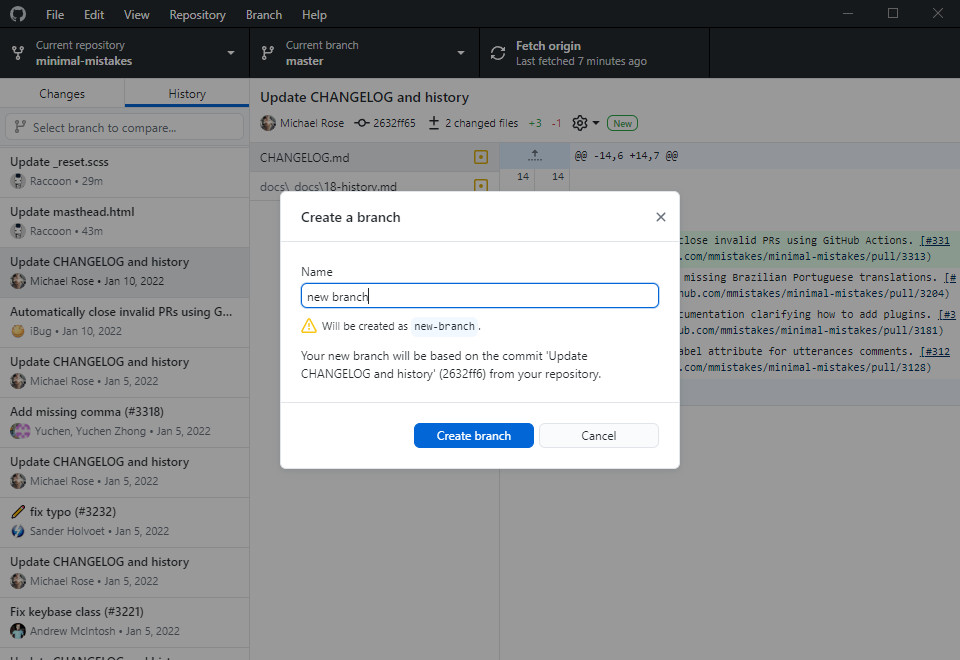 File Edit View Repository Branch Help
Current repository
minimal-mistakes
Current branch
master
Fetch origin
Last fetched 7 minutes ago
Changes
History
Select branch to compare...
Update _reset.scss
Raccoon • 29m
Update masthead.html
Raccoon • 43m
Update CHANGELOG and history
Michael Rose • Jan 10, 2022
Automatically close invalid PRs using G...
iBug • Jan 10, 2022
Update CHANGELOG and history
Michael Rose • Jan 5, 2022
Add missing comma (#3318)
Yuchen, Yuchen Zhong • Jan 5, 2022
Update CHANGELOG and history
Michael Rose • Jan 5, 2022
fix typo (#3232)
Sander Holvoet • Jan 5, 2022
Update CHANGELOG and history
Michael Rose • Jan 5, 2022
Fix keybase class (#3221)
Andrew McIntosh • Jan 5, 2022
Update CHANGELOG and history
Update CHANGELOG and history
Michael Rose 2632ff65 2 changed files +3 -1 New
CHANGELOG.md
docs\_docs\18-history.md
@@ -14,6 +14,7 @@
14 14
close invalid PRs using GitHub Actions. [#331
.com/mmistakes/minimal-mistakes/pull/3313)
missing Brazilian Portuguese translations. [#
hub.com/mmistakes/minimal-mistakes/pull/3204)
cumentation clarifying how to add plugins. [#3
ub.com/mmistakes/minimal-mistakes/pull/3181)
abel attribute for utterances comments. [#312
.com/mmistakes/minimal-mistakes/pull/3128)
Create a branch
Name
new branch
Will be created as new-branch.
Your new branch will be based on the commit 'Update
CHANGELOG and history' (2632ff6) from your repository.
Create branch
Cancel